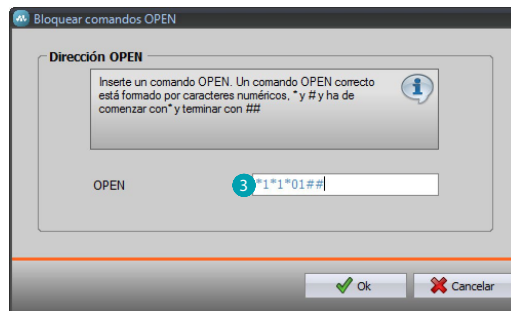 Bloquear comandos OPEN
Dirección OPEN
Inserte un comando OPEN. Un comando OPEN correcto
está formado por caracteres numéricos, * y # y ha de
comenzar con* y terminar con ##
OPEN
3
*1*1*01##
Ok
Cancelar